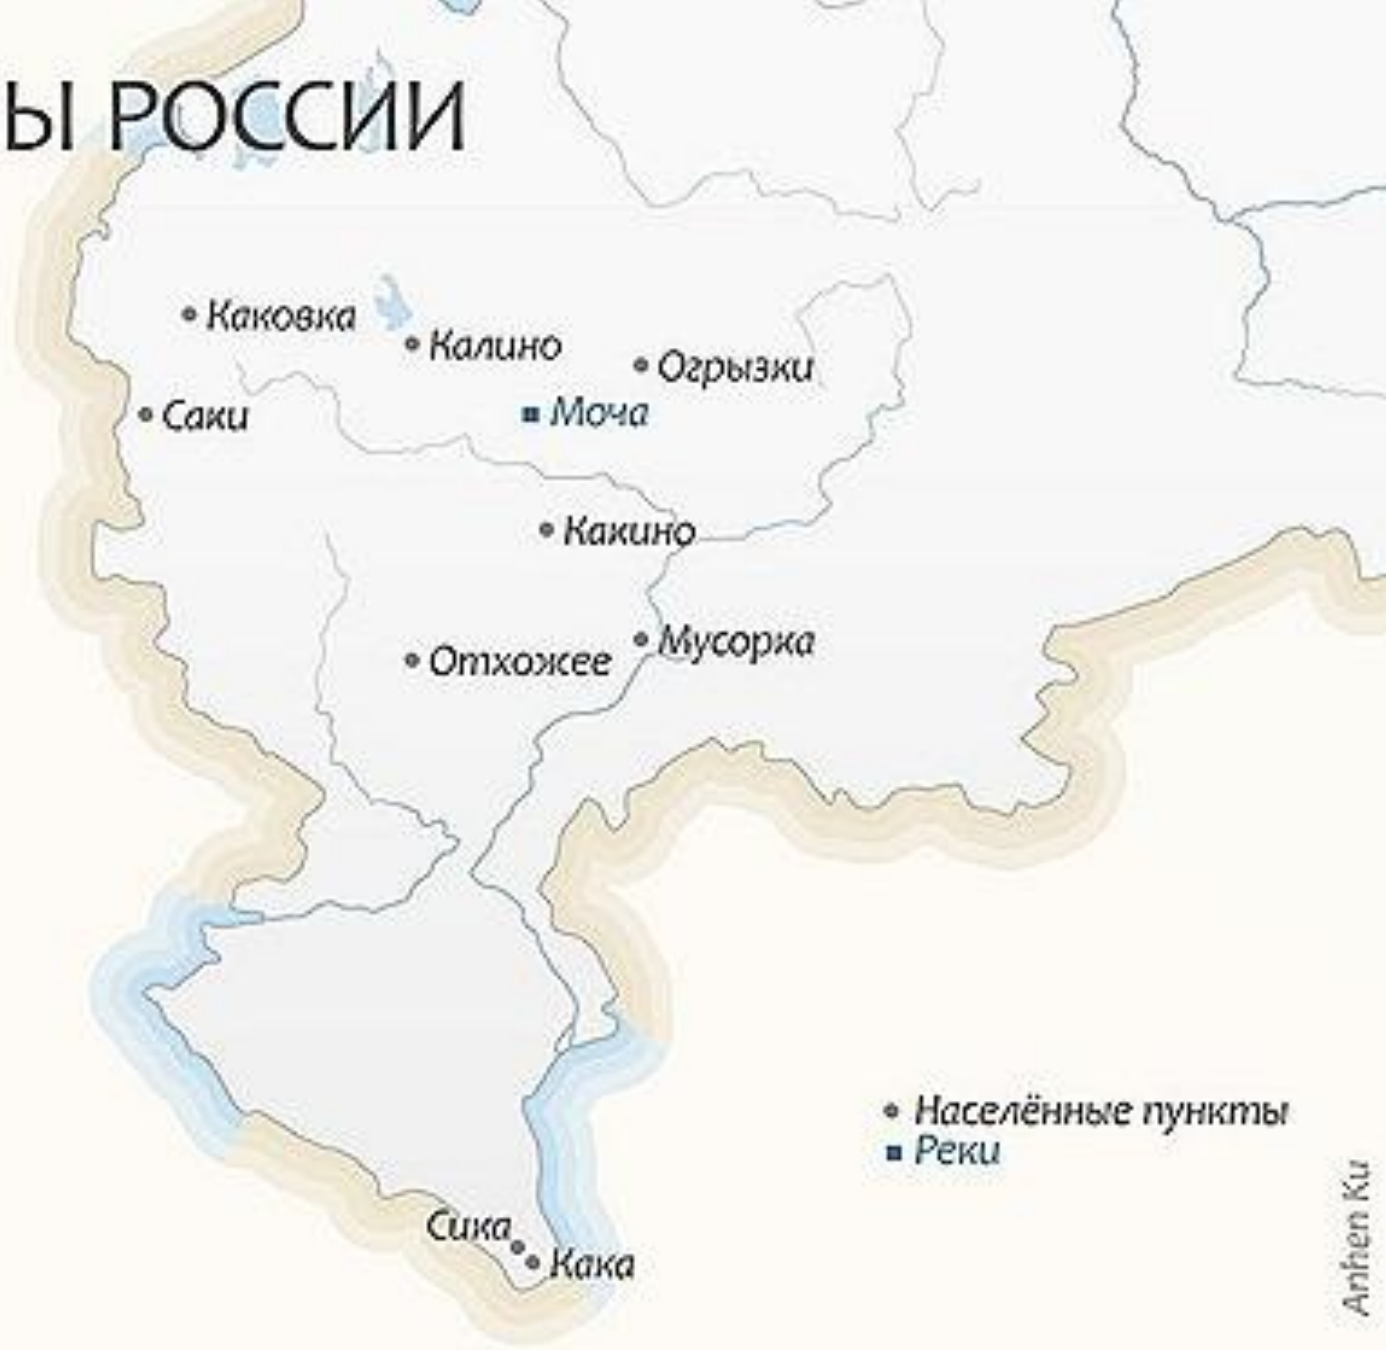 Ы РОССИИ
Каковка
Калино
Огрызки
Саки
Моча
Какино
Отхожее
Мусорка
Населённые пункты
Реки
Сика
Кака
Anhen Ku